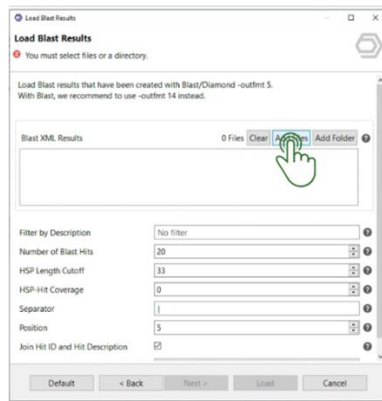 Load Blast Results
Load Blast Results
You must select files or a directory.
Load Blast results that have been created with Blast/Diamond -outfmt 5.
With Blast, we recommend to use -outfmt 14 instead.
Blast XML Results 0 Files Clear Add Files Add Folder
Filter by Description No filter
Number of Blast Hits 20
HSP Length Cutoff 33
HSP-Hit Coverage 0
Separator |
Position 5
Join Hit ID and Hit Description
Default < Back Next > Load Cancel